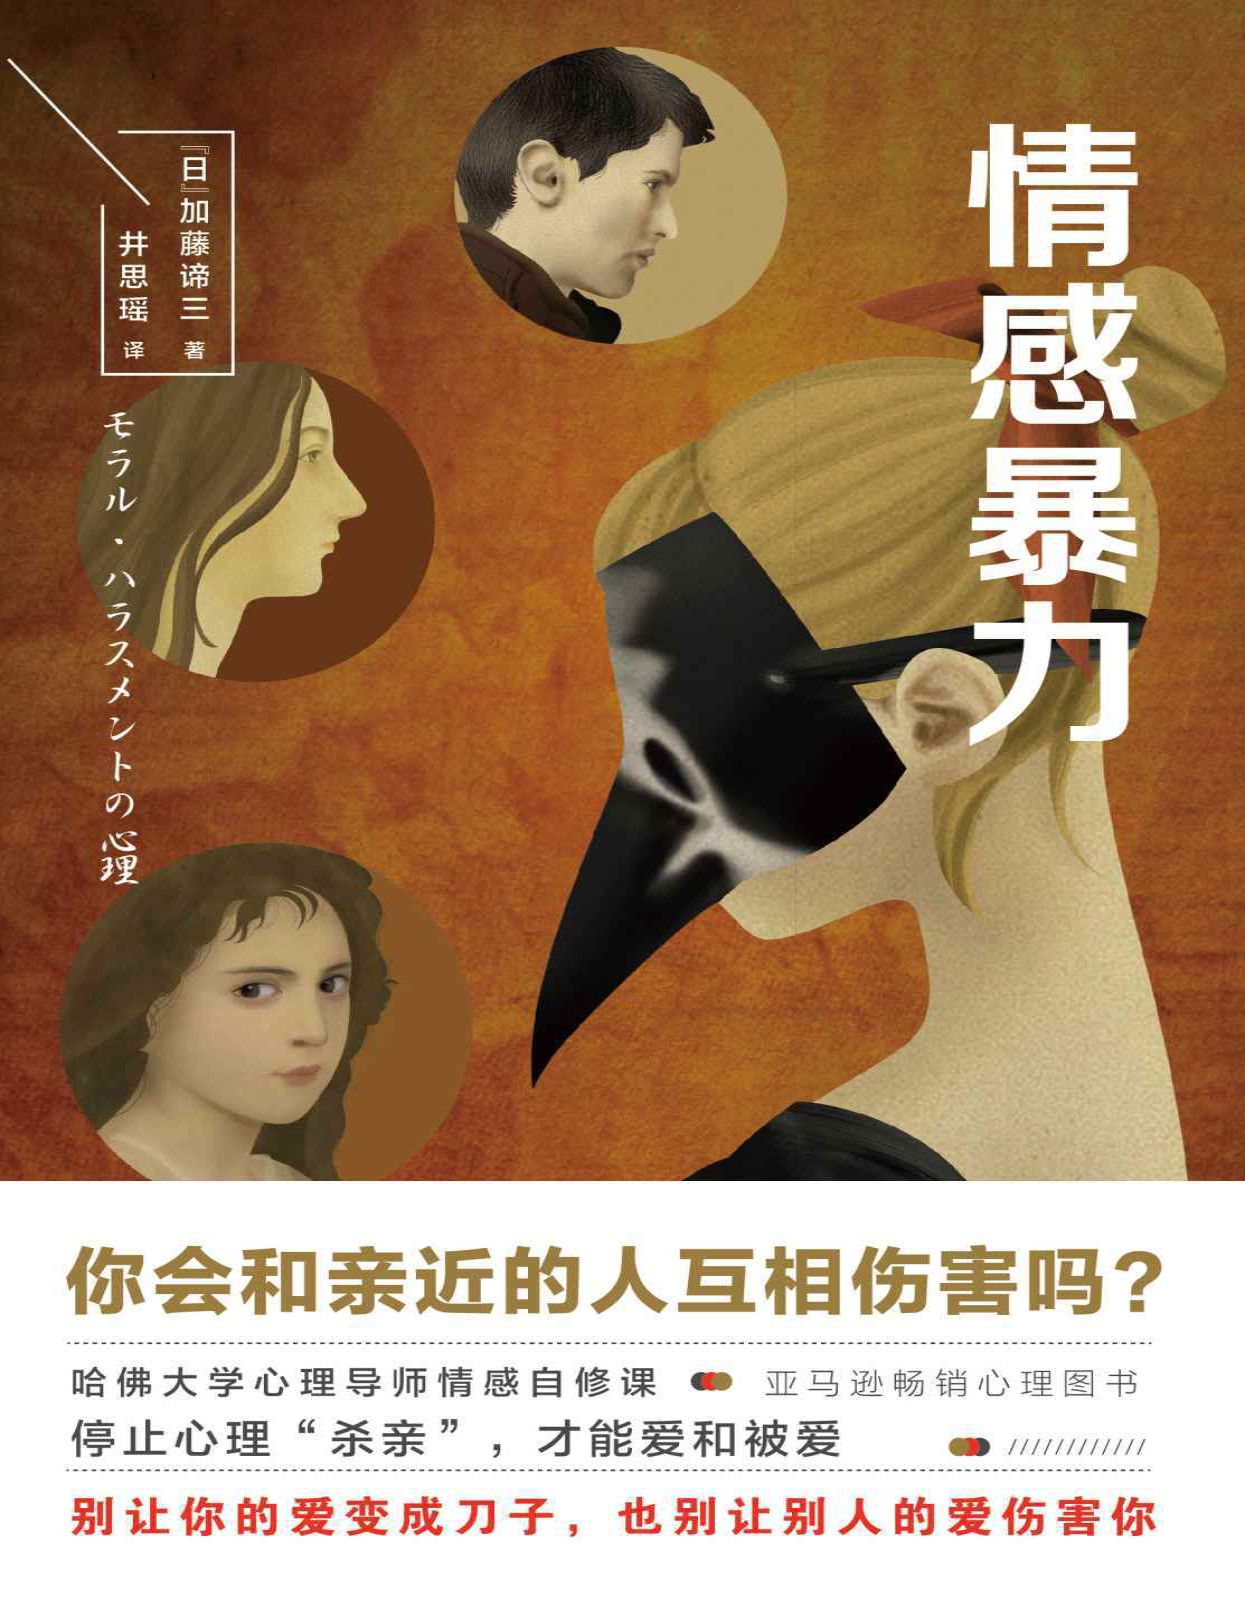 情感暴力
『日』加藤谛三 著
井思瑶 译
モラル・ハラスメントの心理
你会和亲近的人互相伤害吗?
哈佛大学心理导师情感自修课 亚马逊畅销心理图书
停止心理“杀亲”，才能爱和被爱
别让你的爱变成刀子，也别让别人的爱伤害你